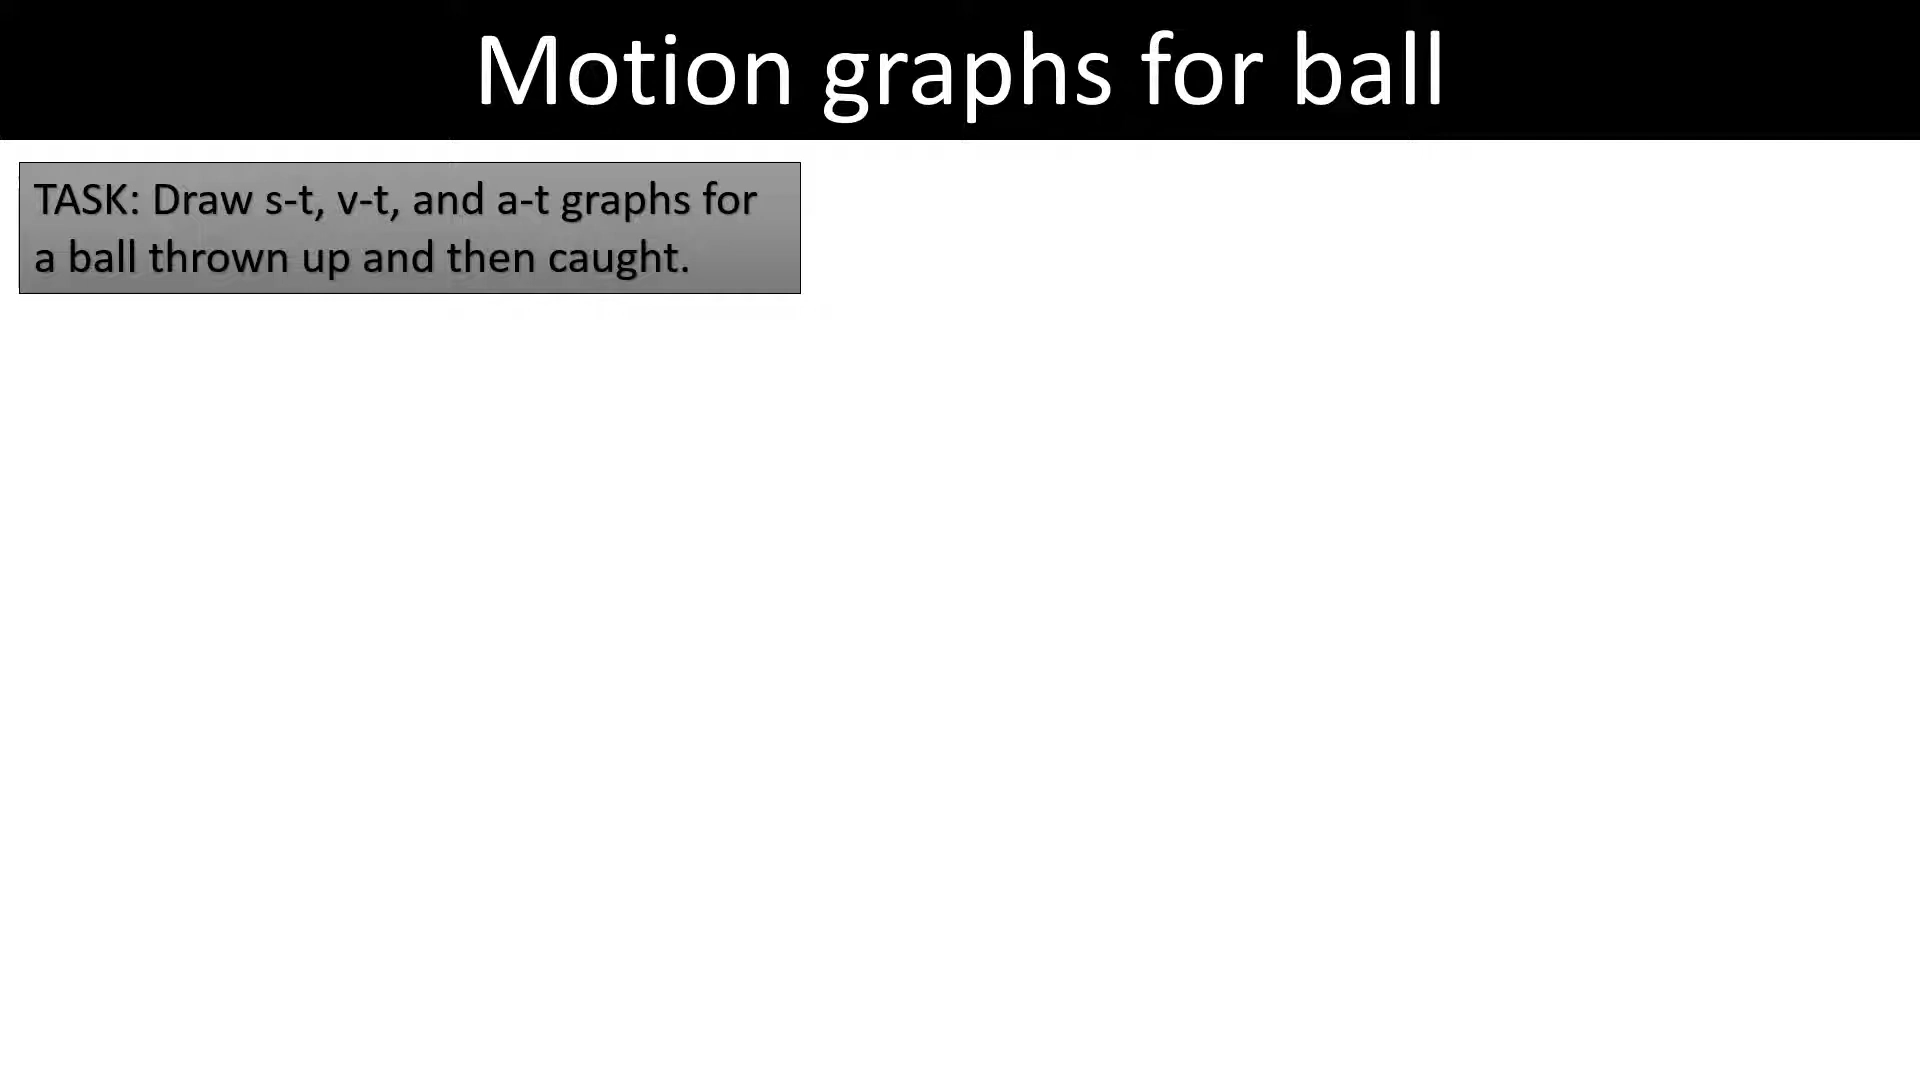 Motion graphs for ball
TASK: Draw s-t, v-t, and a-t graphs for
a ball thrown up and then caught.